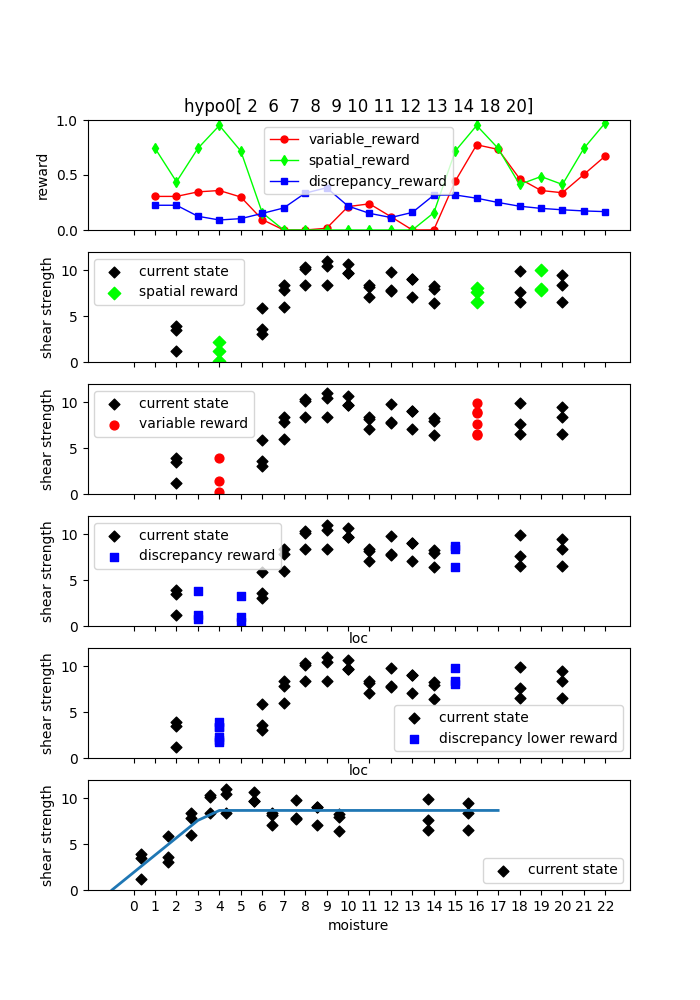 hypo0[ 2  6  7  8  9 10 11 12 13 14 18 20]
1.0
0.5
0.0
reward
variable_reward
spatial_reward
discrepancy_reward
10
5
0
shear strength
current state
spatial reward
10
5
0
shear strength
current state
variable reward
10
5
0
shear strength
current state
discrepancy reward
loc
10
5
0
shear strength
current state
discrepancy lower reward
loc
10
5
0
shear strength
current state
0 1 2 3 4 5 6 7 8 9 10 11 12 13 14 15 16 17 18 19 20 21 22
moisture